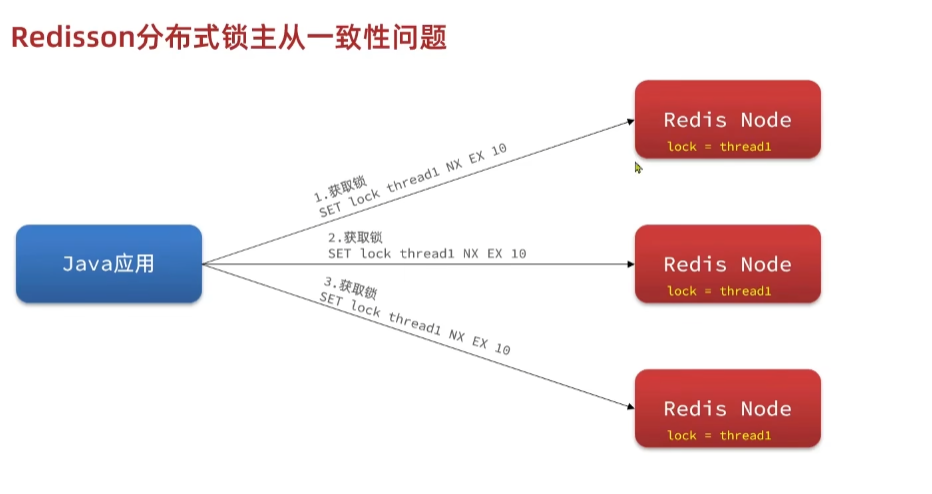 Redisson分布式锁主从一致性问题
Redis Node
lock = thread1
1.获取锁
SET lock thread1 NX EX 10
Java应用
2.获取锁
SET lock thread1 NX EX 10
Redis Node
lock = thread1
3.获取锁
SET lock thread1 NX EX 10
Redis Node
lock = thread1